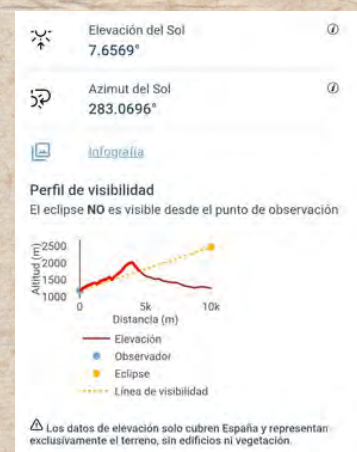 Elevación del Sol
7.6569°
Azimut del Sol
283.0696°
Infografía
Perfil de visibilidad
El eclipse NO es visible desde el punto de observación
Altitud (m)
2500
2000
1500
1000
0 5k 10k
Distancia (m)
Elevación
Observador
Eclipse
Línea de visibilidad
Los datos de elevación solo cubren España y representan
exclusivamente el terreno, sin edificios ni vegetación.